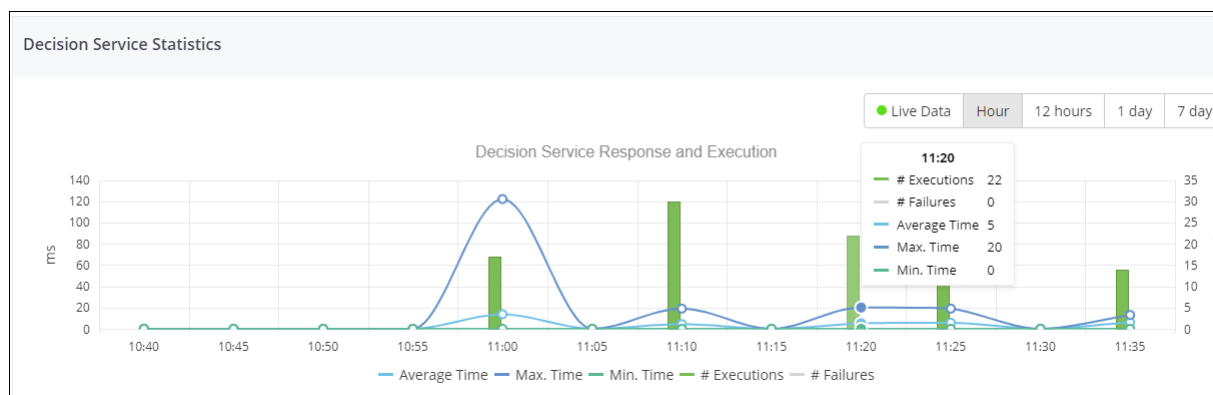 Decision Service Statistics
Live Data Hour 12 hours 1 day 7 day
Decision Service Response and Execution
11:20
# Executions 22
# Failures 0
Average Time 5
Max. Time 20
Min. Time 0
ms
140
120
100
80
60
40
20
0
35
30
25
20
15
10
5
0
10:40 10:45 10:50 10:55 11:00 11:05 11:10 11:15 11:20 11:25 11:30 11:35
Average Time Max. Time Min. Time # Executions # Failures